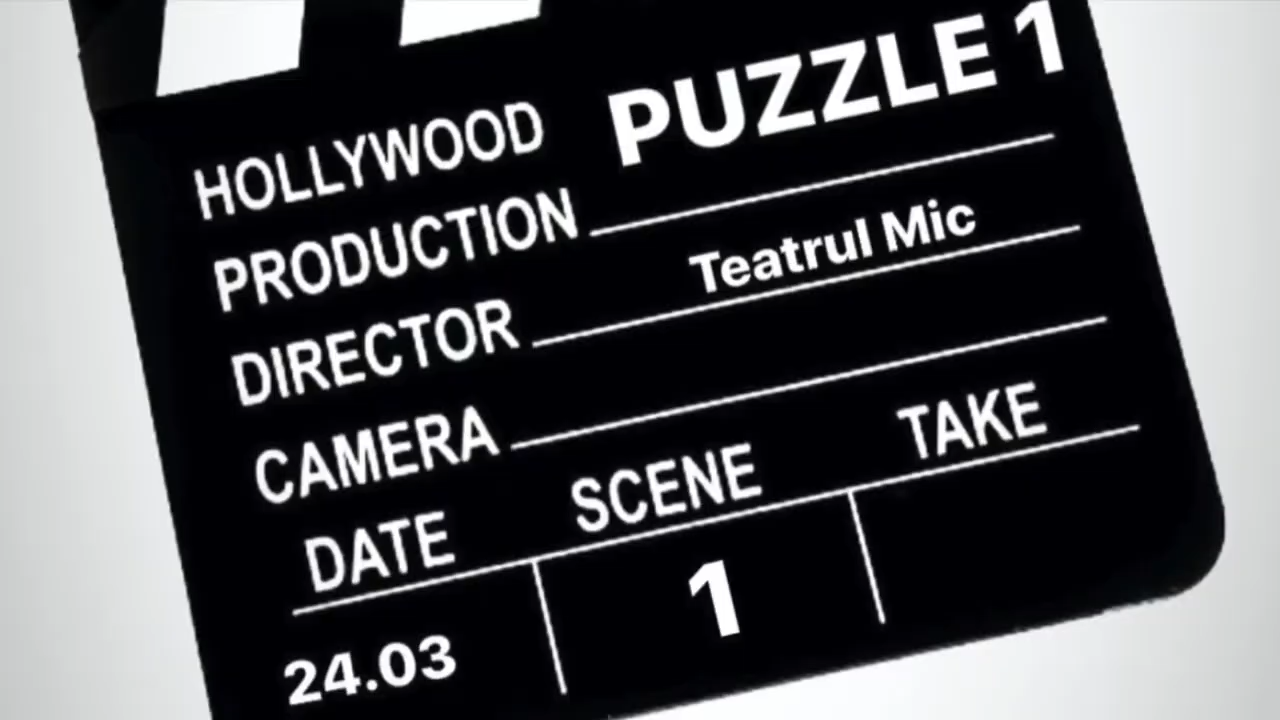 HOLLYWOOD PUZZLE 1
PRODUCTION
DIRECTOR Teatrul Mic
CAMERA
DATE SCENE TAKE
24.03 1